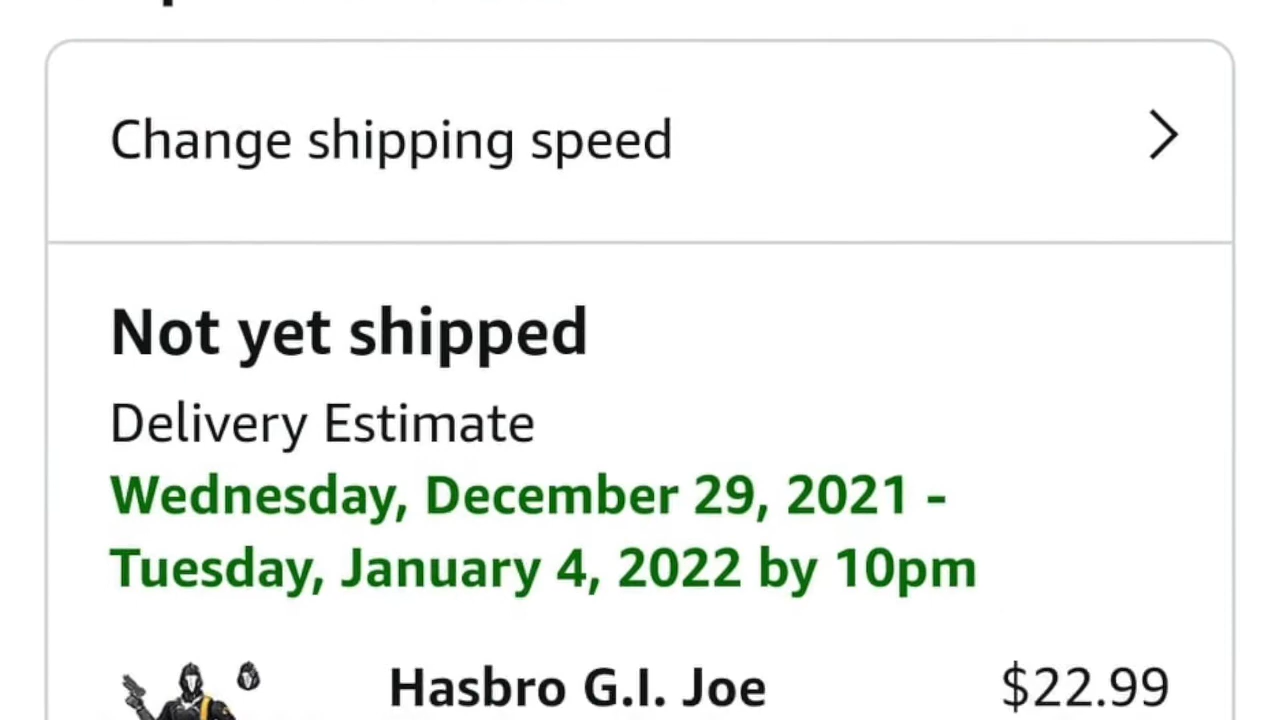 Change shipping speed
Not yet shipped
Delivery Estimate
Wednesday, December 29, 2021 -
Tuesday, January 4, 2022 by 10pm
Hasbro G.I. Joe $22.99